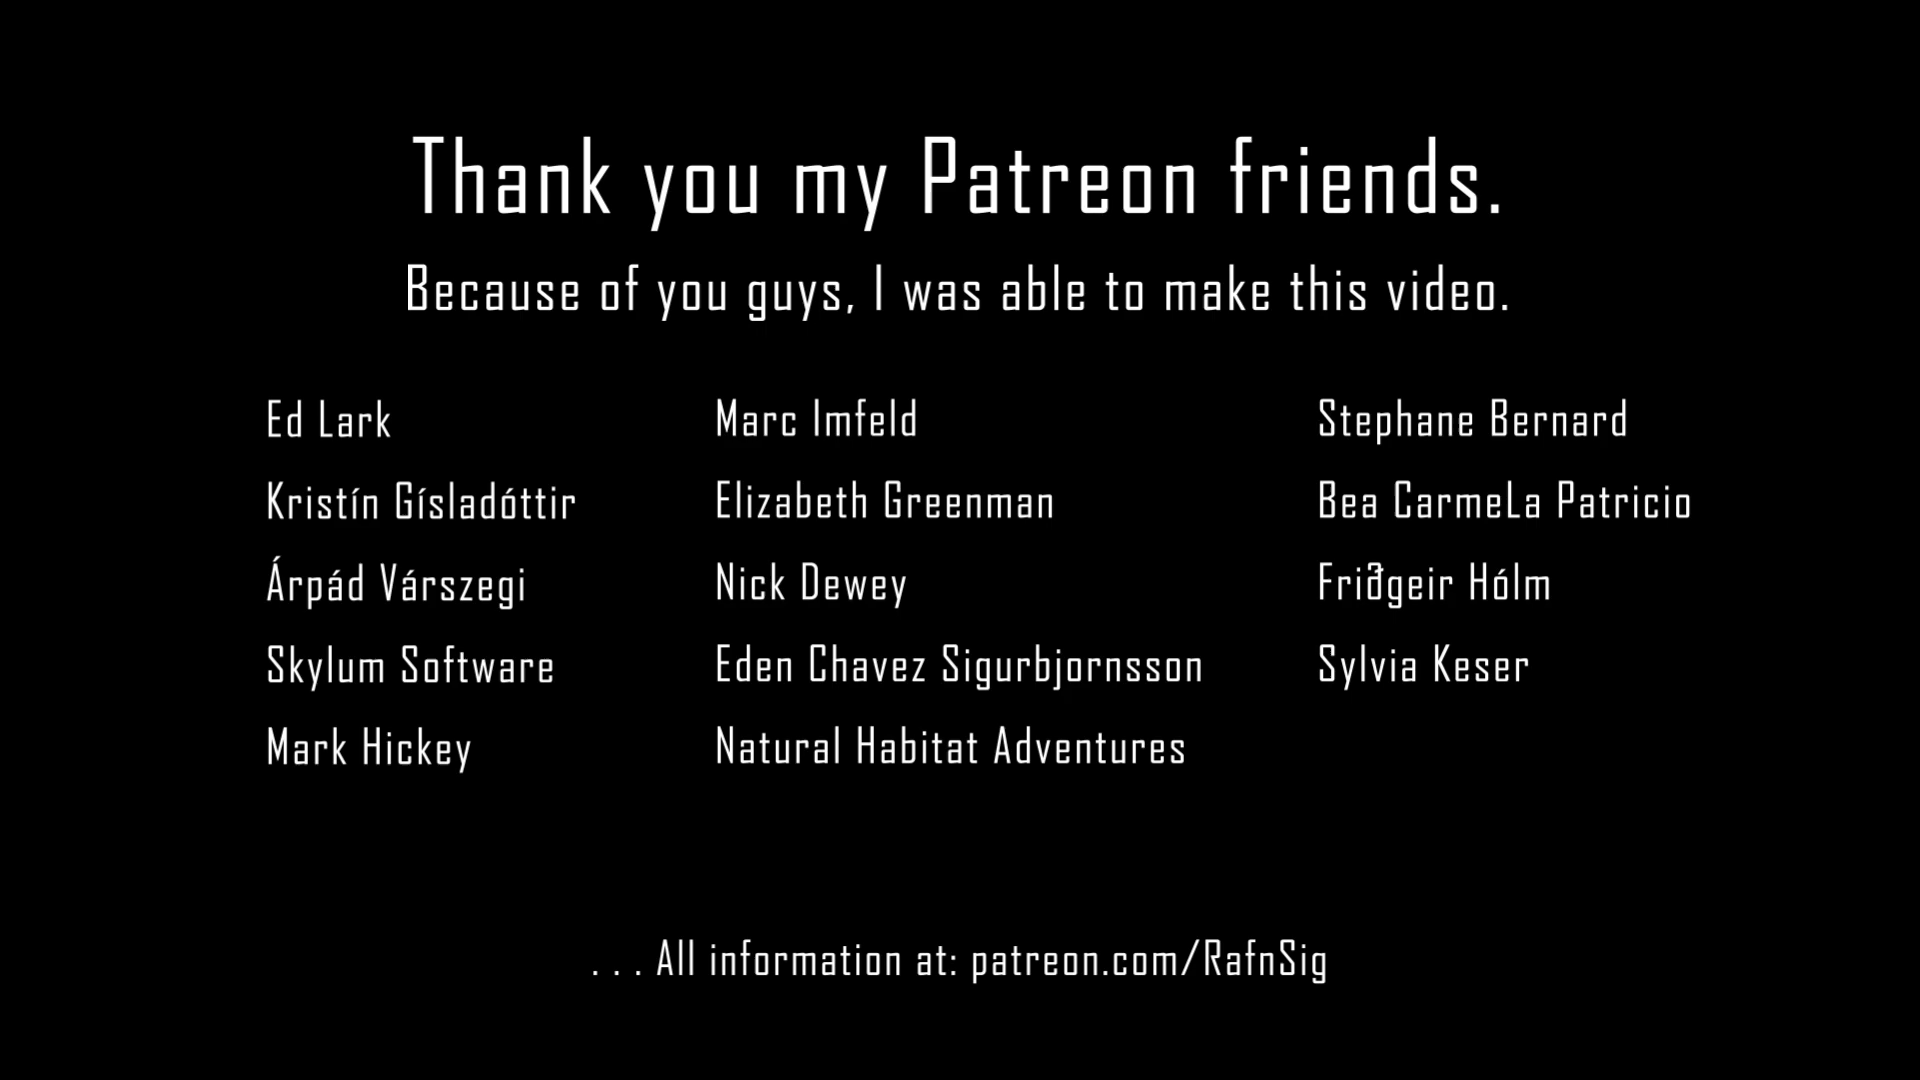 Thank you my Patreon friends.
Because of you guys, I was able to make this video.
Ed Lark
Kristín Gísladóttir
Árpád Várszegi
Skylum Software
Mark Hickey
Marc Imfeld
Elizabeth Greenman
Nick Dewey
Eden Chavez Sigurbjornsson
Natural Habitat Adventures
Stephane Bernard
Bea CarmeLa Patricio
Friðgeir Hólm
Sylvia Keser
. . . All information at: patreon.com/RafnSig